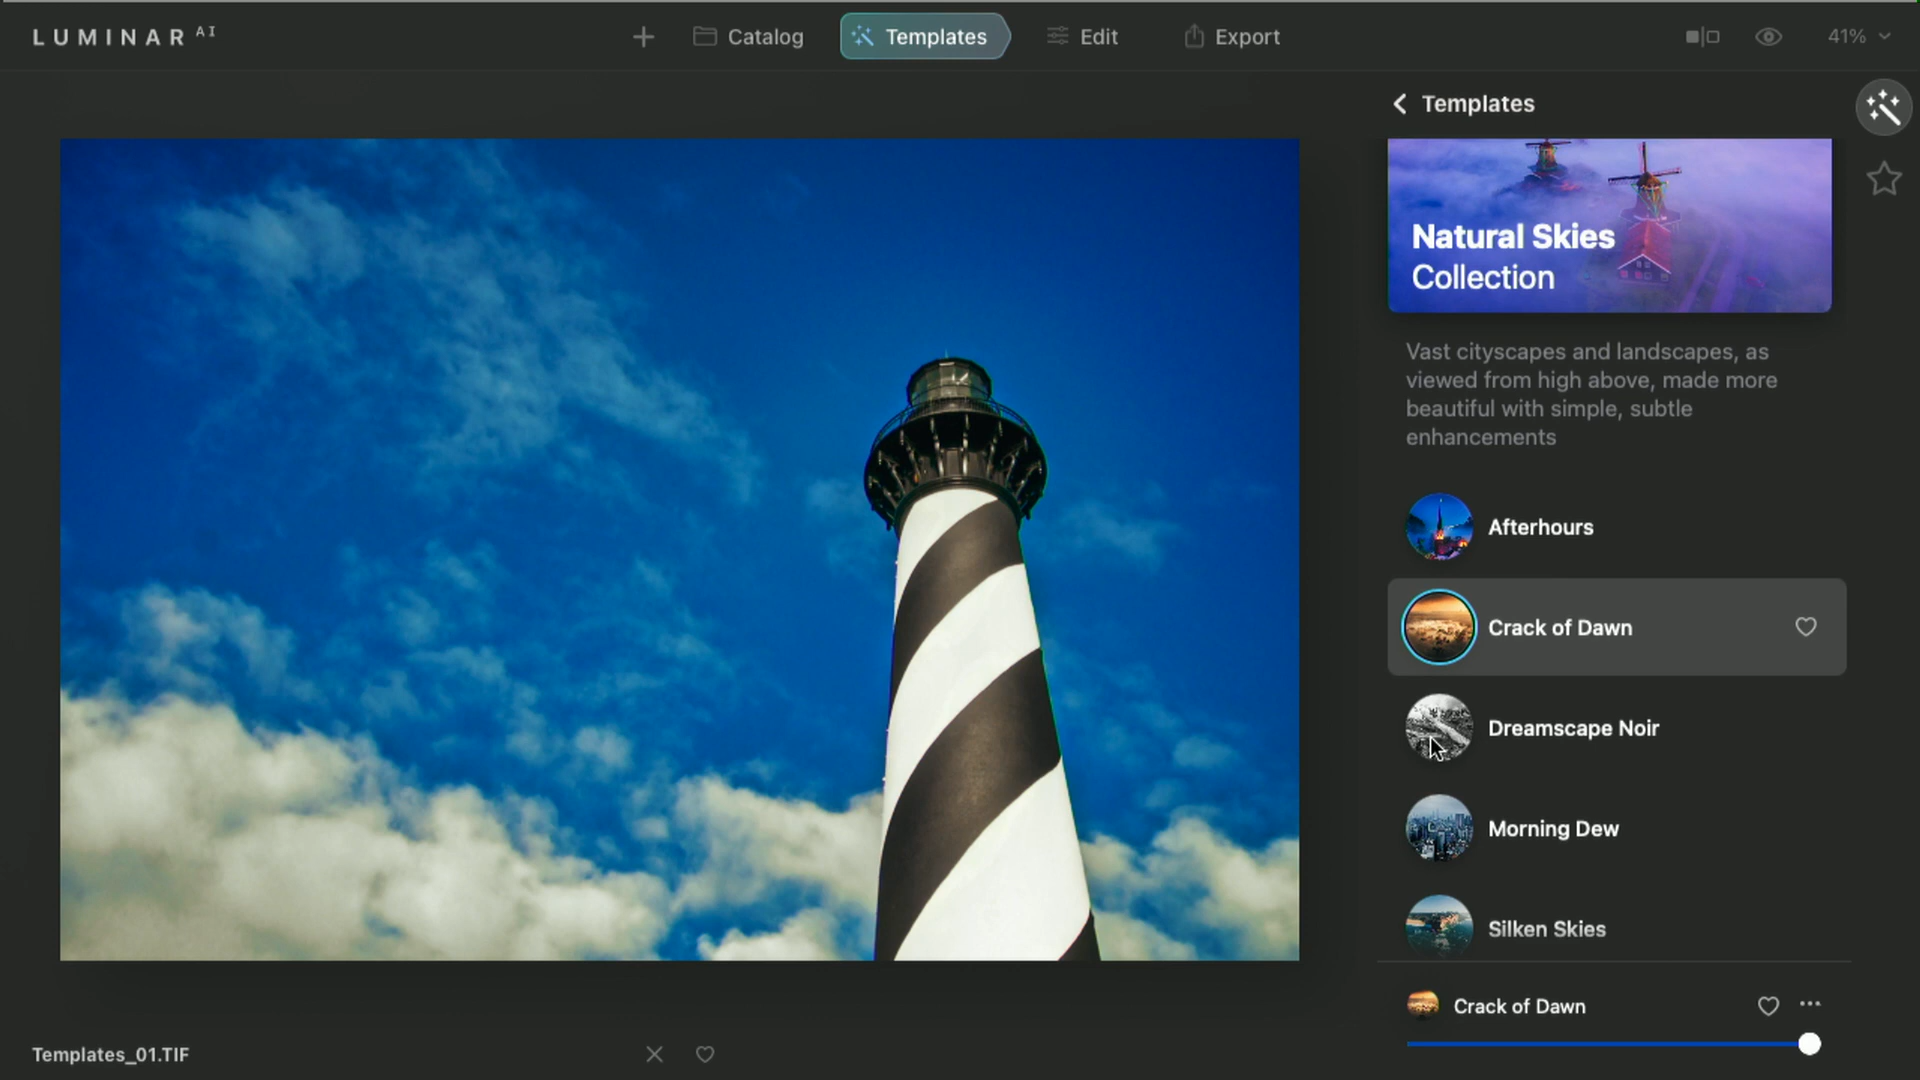 LUMINAR AI
Catalog
Templates
Edit
Export
41%
Templates
Natural Skies
Collection
Vast cityscapes and landscapes, as
viewed from high above, made more
beautiful with simple, subtle
enhancements
Afterhours
Crack of Dawn
Dreamscape Noir
Morning Dew
Silken Skies
Crack of Dawn
Templates_01.TIF